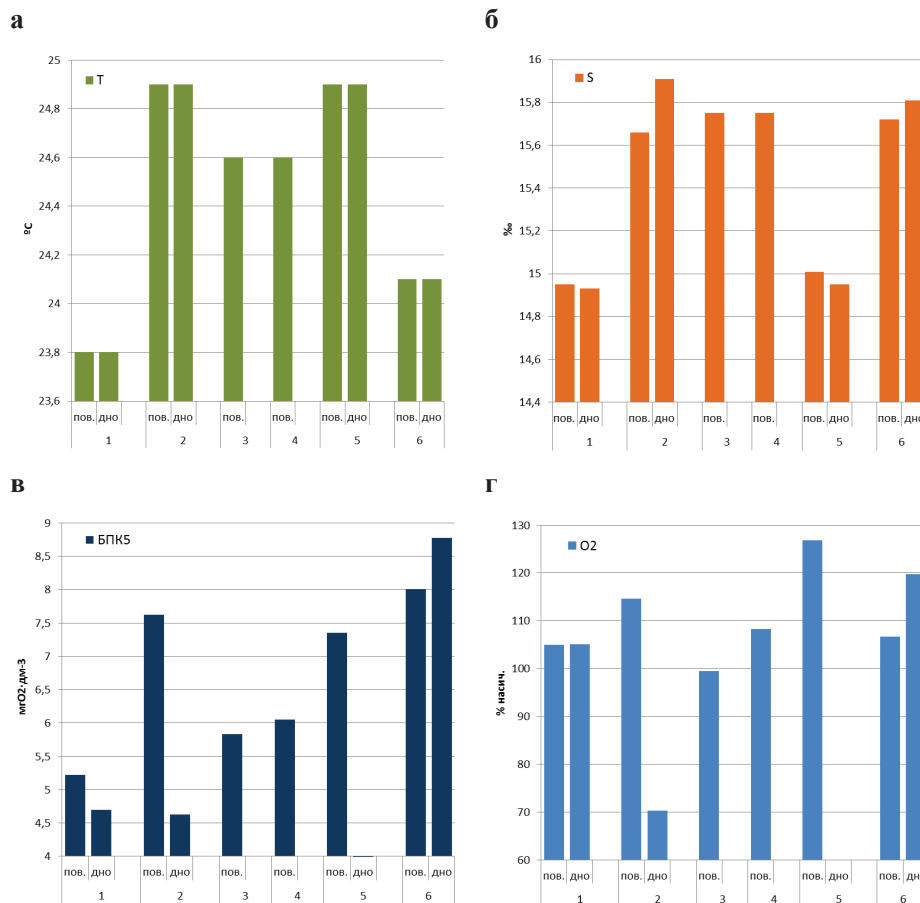 а
25
24,8
24,6
24,4
24,2
24
23,8
23,6
T
ºC
пов. дно пов. дно пов. пов. пов. дно пов. дно
1 2 3 4 5 6
б
16
15,8
15,6
15,4
15,2
15
14,8
14,6
14,4
S
‰
пов. дно пов. дно пов. пов. пов. дно пов. дно
1 2 3 4 5 6
в
9
8,5
8
7,5
7
6,5
6
5,5
5
4,5
4
БПК5
мгО2·дм-3
пов. дно пов. дно пов. пов. пов. дно пов. дно
1 2 3 4 5 6
г
130
120
110
100
90
80
70
60
О2
% насич.
пов. дно пов. дно пов. пов. пов. дно пов. дно
1 2 3 4 5 6